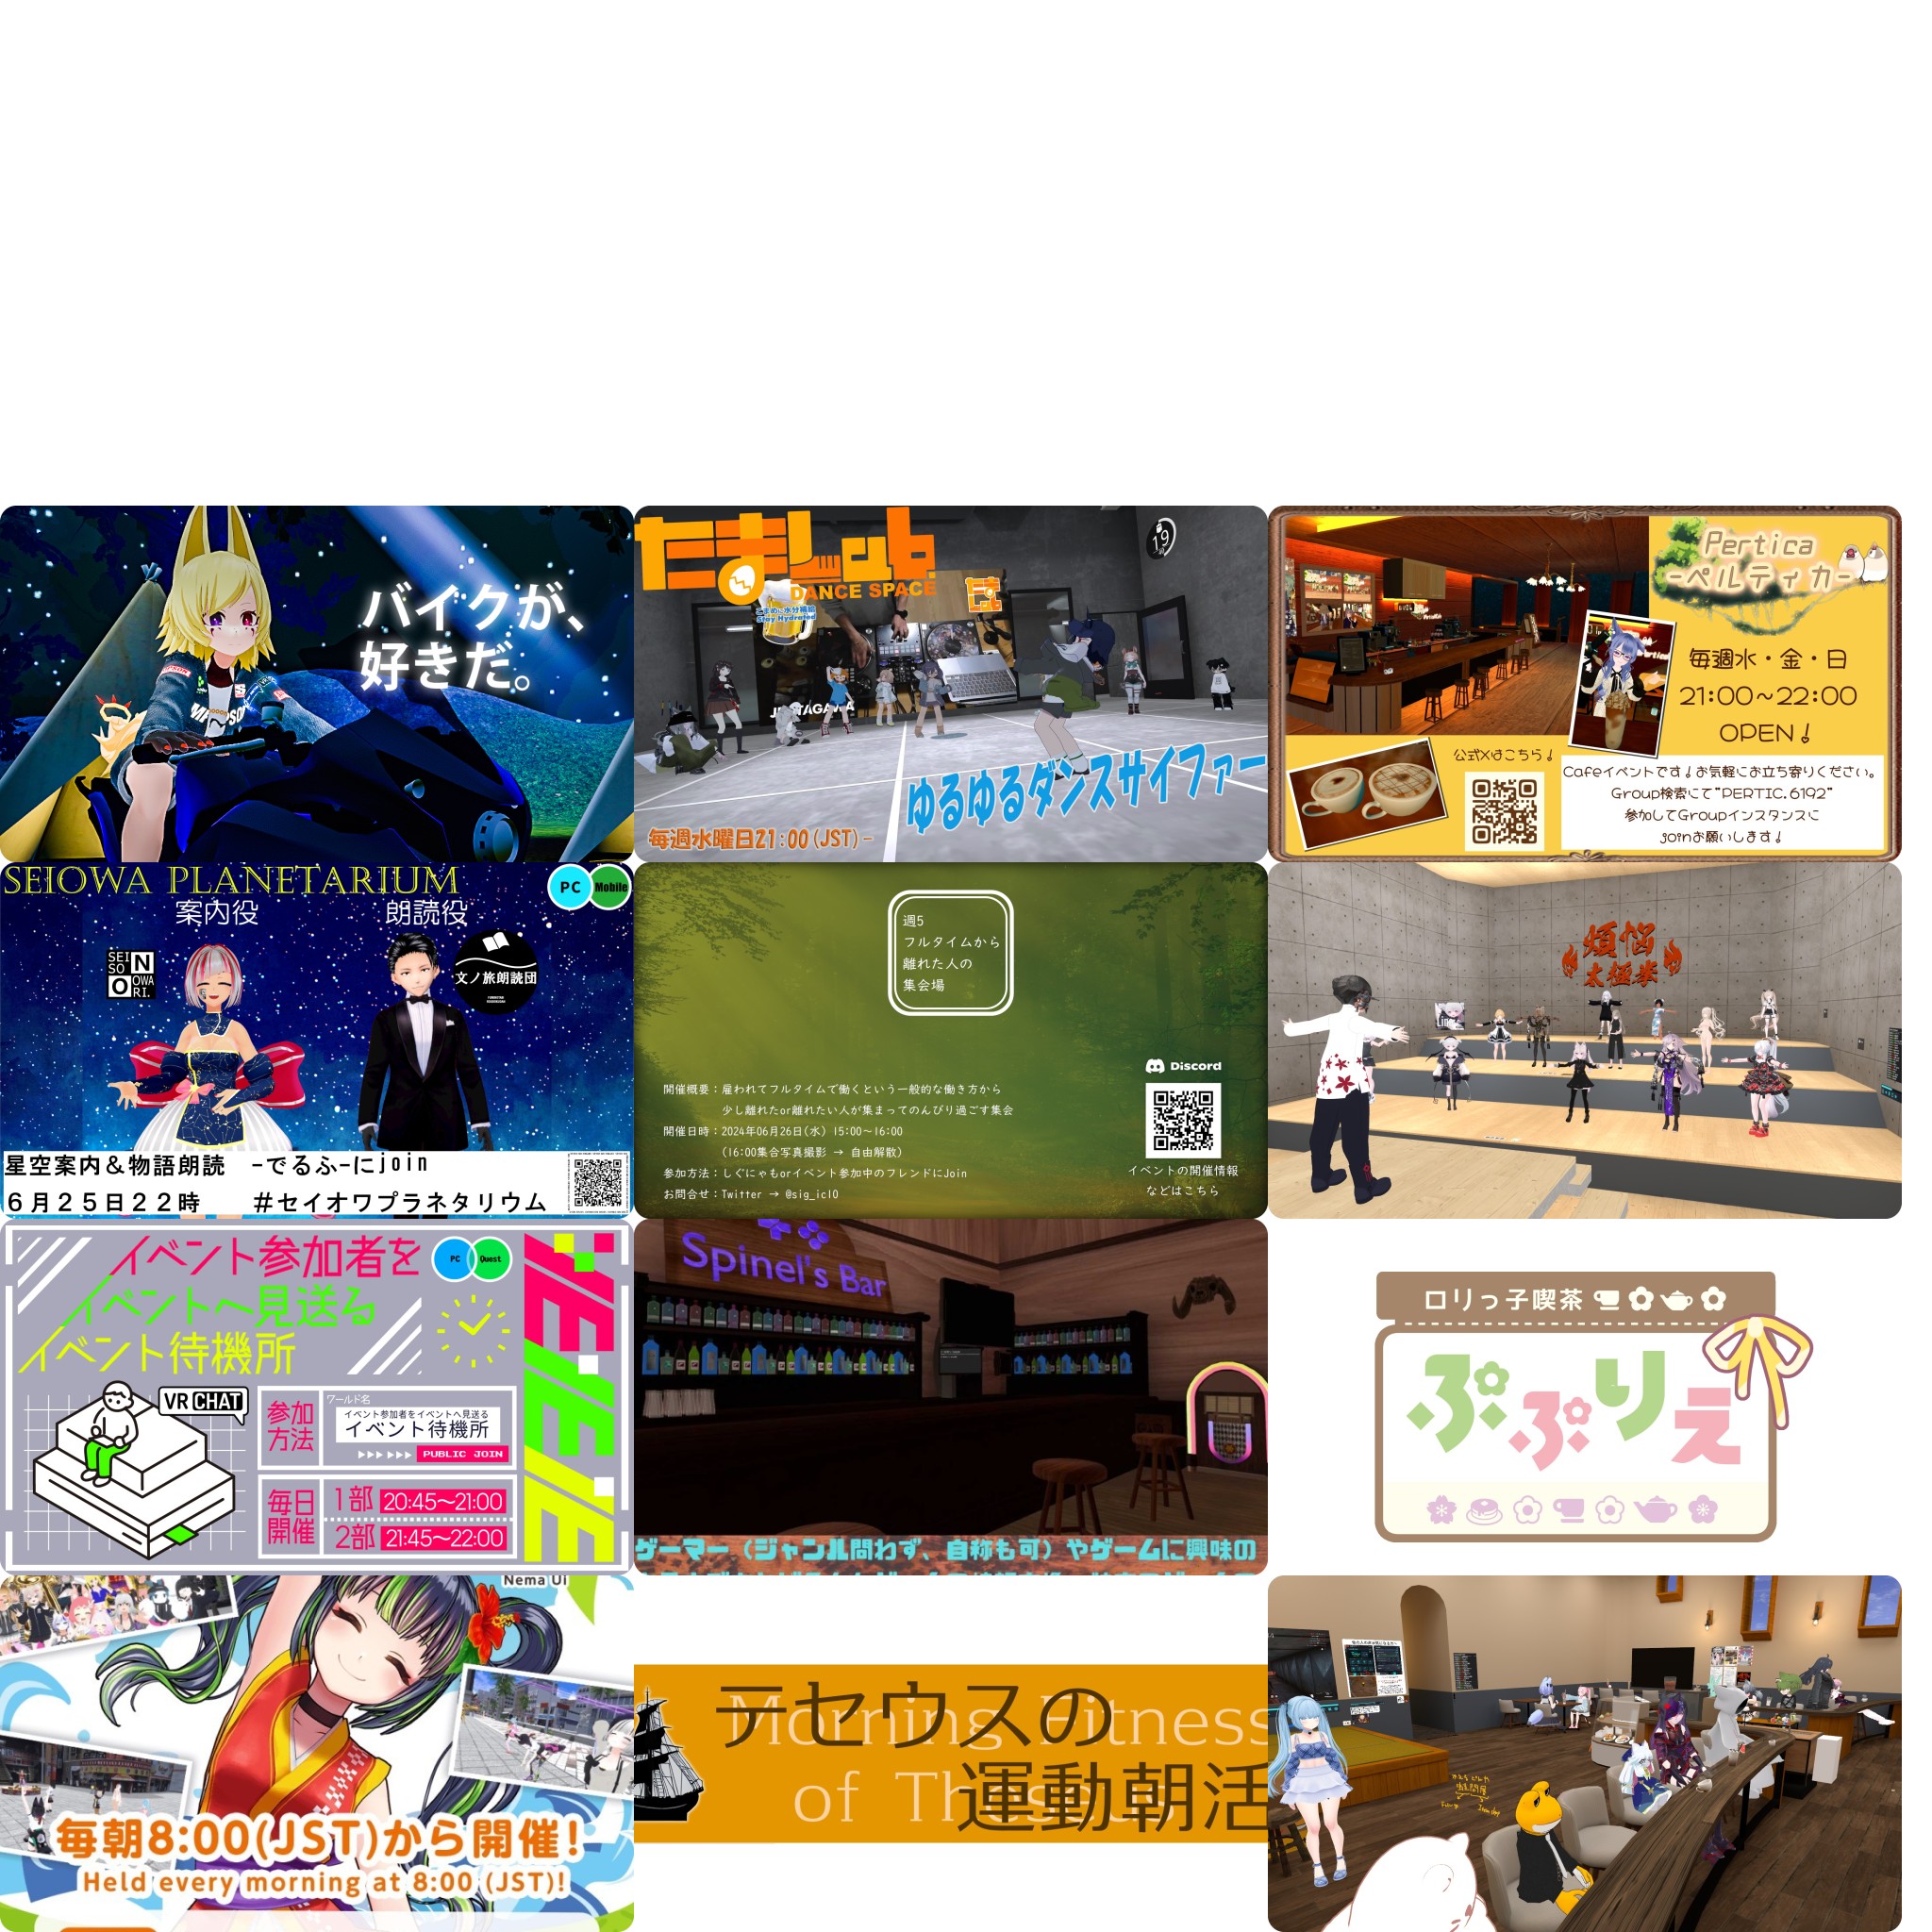 バイクが、
好きだ。
たまLab.
DANCE SPACE
こまめに水分補給
Stay Hydrated
19
ゆるゆるダンスサイファー
毎週水曜日21:00(JST)-
Pertica
-ペルティカ-
毎週水・金・日
21:00~22:00
OPEN!
公式Xはこちら!
Cafeイベントです!お気軽にお立ち寄りください。
Group検索にて"PERTIC.6192"
参加してGroupインスタンスに
joinお願いします!
SEIOWA PLANETARIUM
PC
Mobile
案内役
朗読役
SEI
SO
N
O
OWA
RI.
文ノ旅朗読団
星空案内&物語朗読 -でるふ-にjoin
6月25日22時 #セイオワプラネタリウム
週5
フルタイムから
離れた人の
集会場
開催概要:雇われてフルタイムで働くという一般的な働き方から
少し離れたor離れたい人が集まってのんびり過ごす集会
開催日時:2024年06月26日(水) 15:00~16:00
(16:00集合写真撮影 → 自由解散)
参加方法:しぐにゃもorイベント参加中のフレンドにJoin
お問合せ:Twitter → @sig_ic10
Discord
イベントの開催情報
などはこちら
煩悩
太極拳
イベント参加者を
イベントへ見送る
イベント待機所
PC
Quest
VRCHAT
参加
方法
ワールド名
イベント参加者をイベントへ見送る
イベント待機所
PUBLIC JOIN
毎日
開催
1部 20:45~21:00
2部 21:45~22:00
Spinel's Bar
ゲーマー(ジャンル問わず、自称も可)やゲームに興味の
ロリっ子喫茶
ぷぷりえ
Nema Ui
毎朝8:00(JST)から開催!
Held every morning at 8:00 (JST)!
テセウスの
Morning Fitness
運動朝活
of Theseus